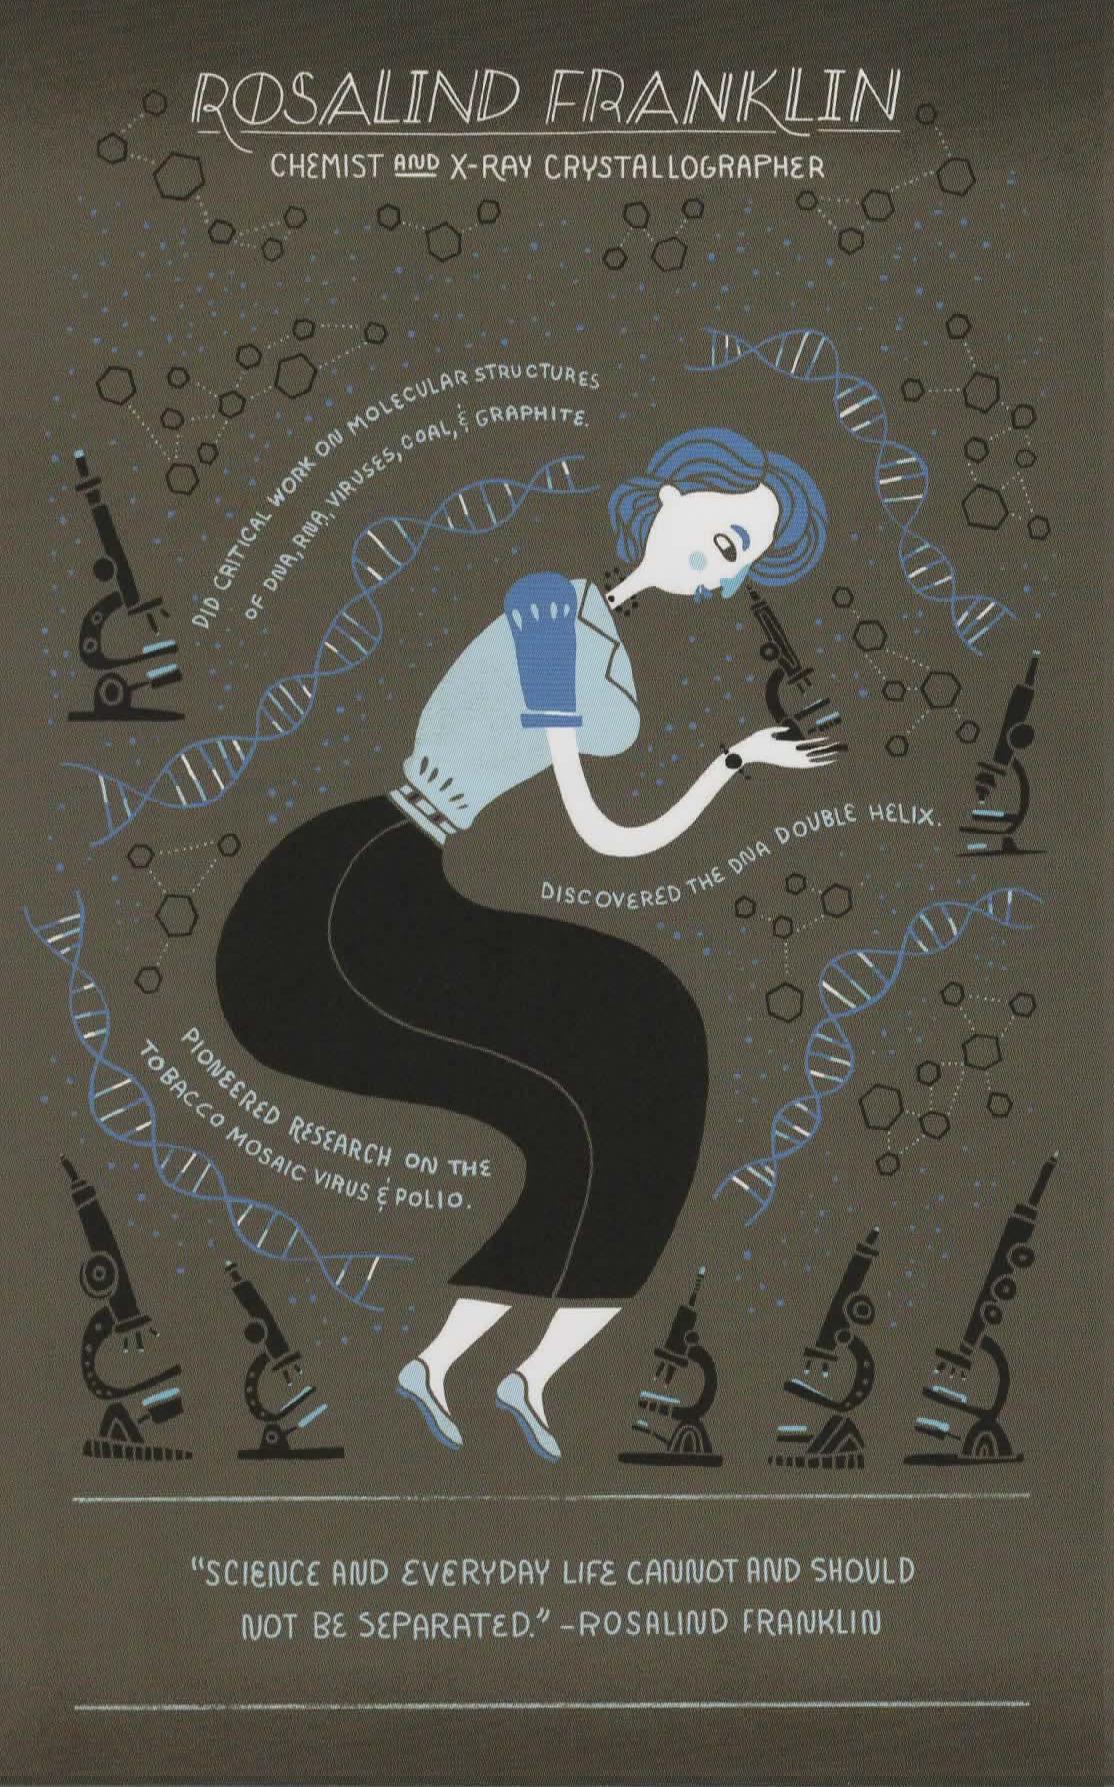 ROSALIND FRANKLIN
CHEMIST AND X-RAY CRYSTALLOGRAPHER
DID CRITICAL WORK ON MOLECULAR STRUCTURES
OF DNA, RNA, VIRUSES, COAL, & GRAPHITE.
DISCOVERED THE DNA DOUBLE HELIX.
PIONEERED RESEARCH ON THE
TOBACCO MOSAIC VIRUS & POLIO.
"SCIENCE AND EVERYDAY LIFE CANNOT AND SHOULD
NOT BE SEPARATED." -ROSALIND FRANKLIN